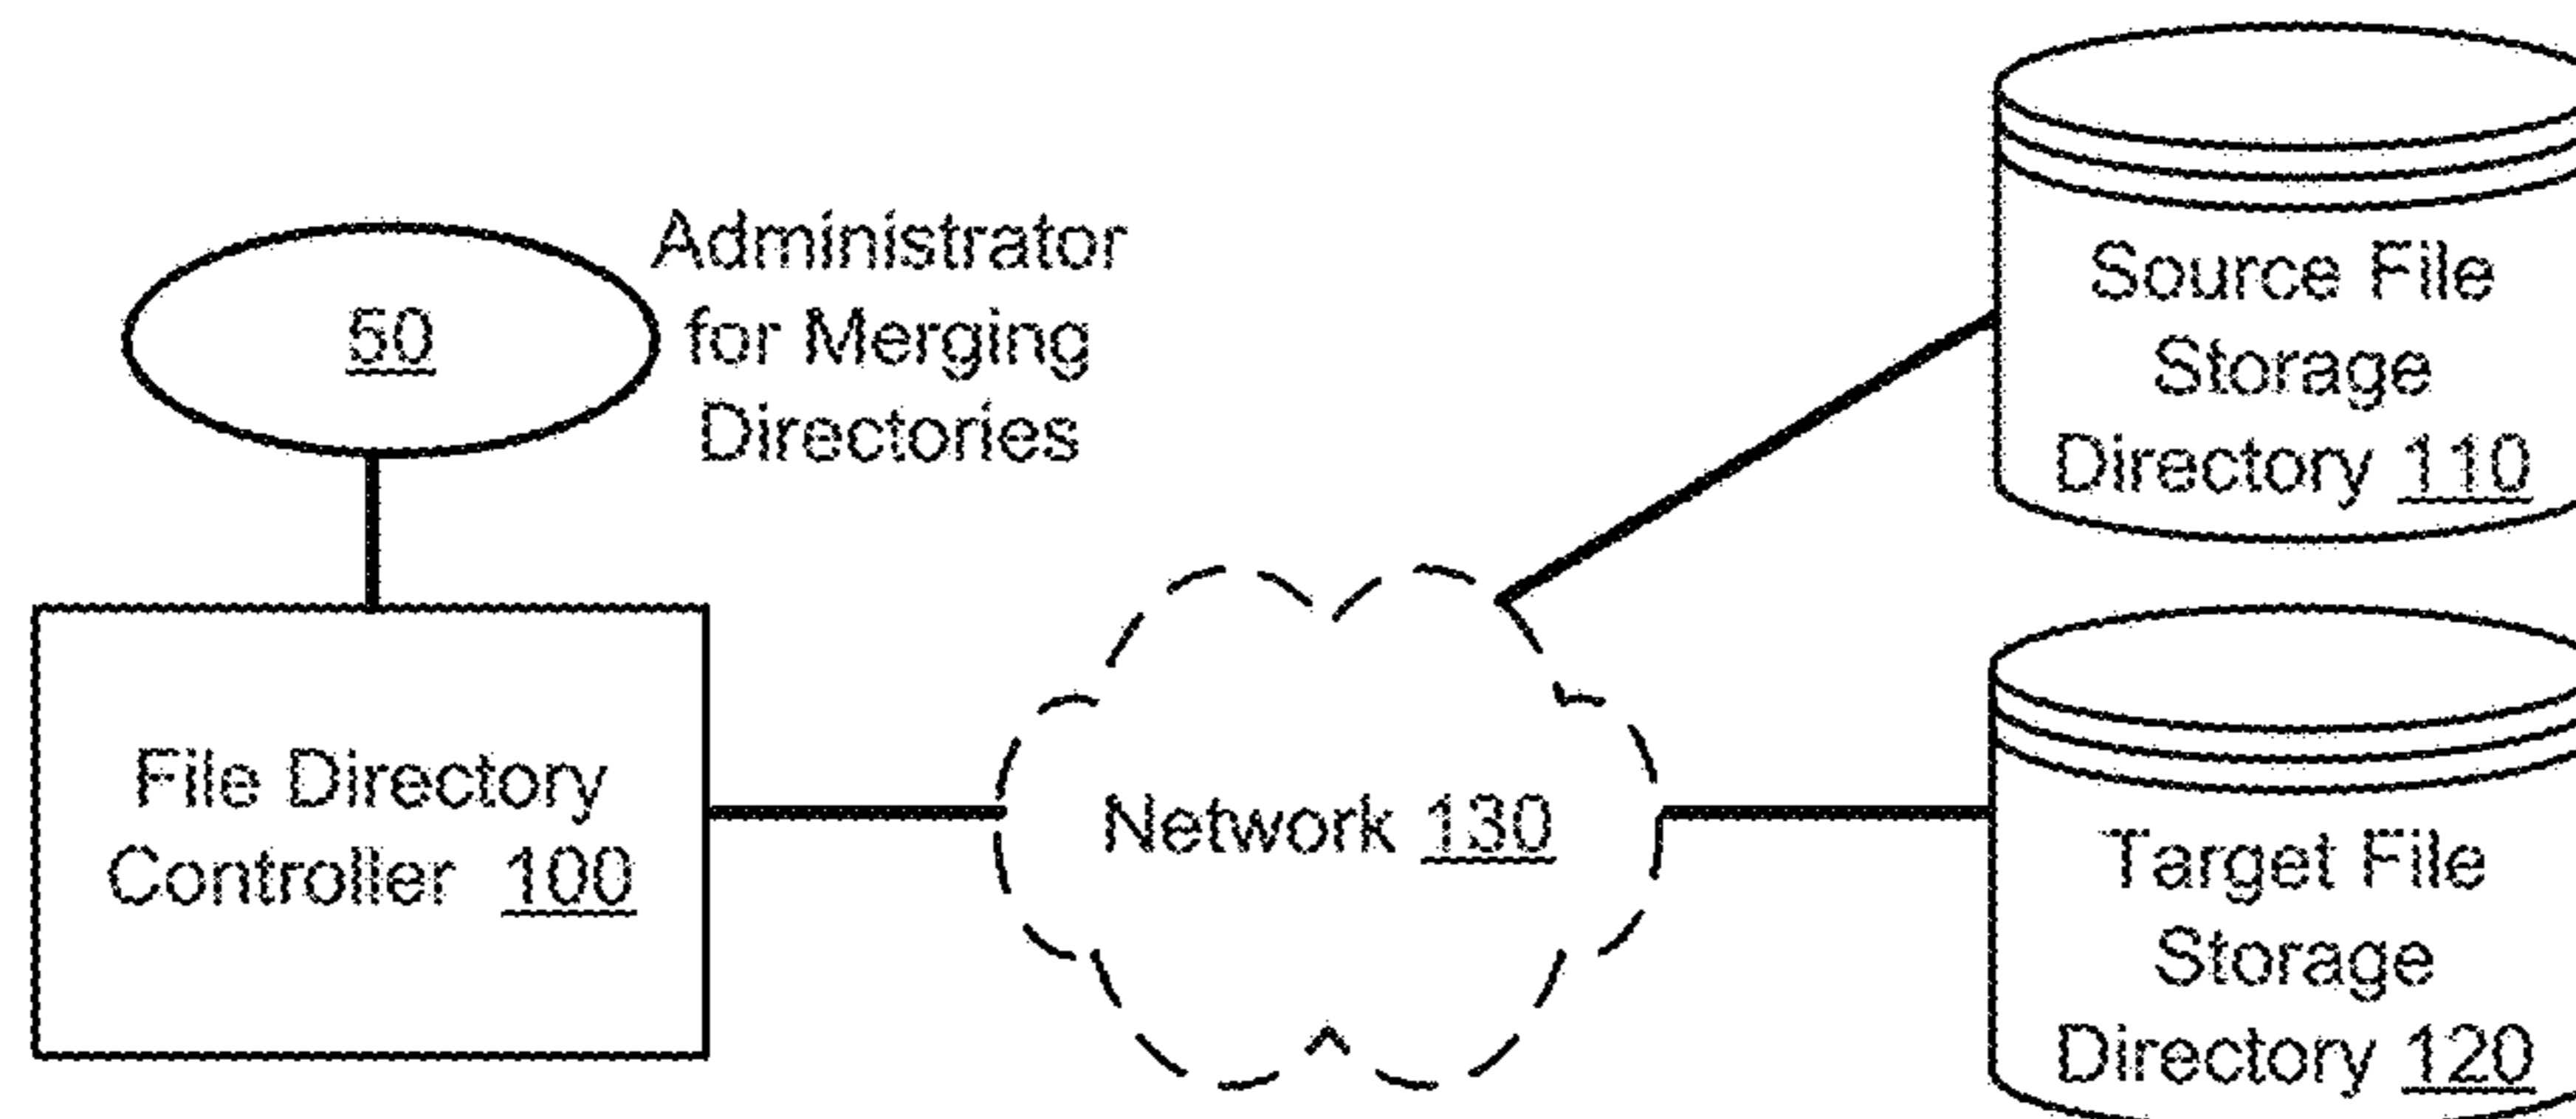 Administrator
for Merging
Directories
50
Source File
Storage
Directory 110
File Directory
Controller 100
Network 130
Target File
Storage
Directory 120